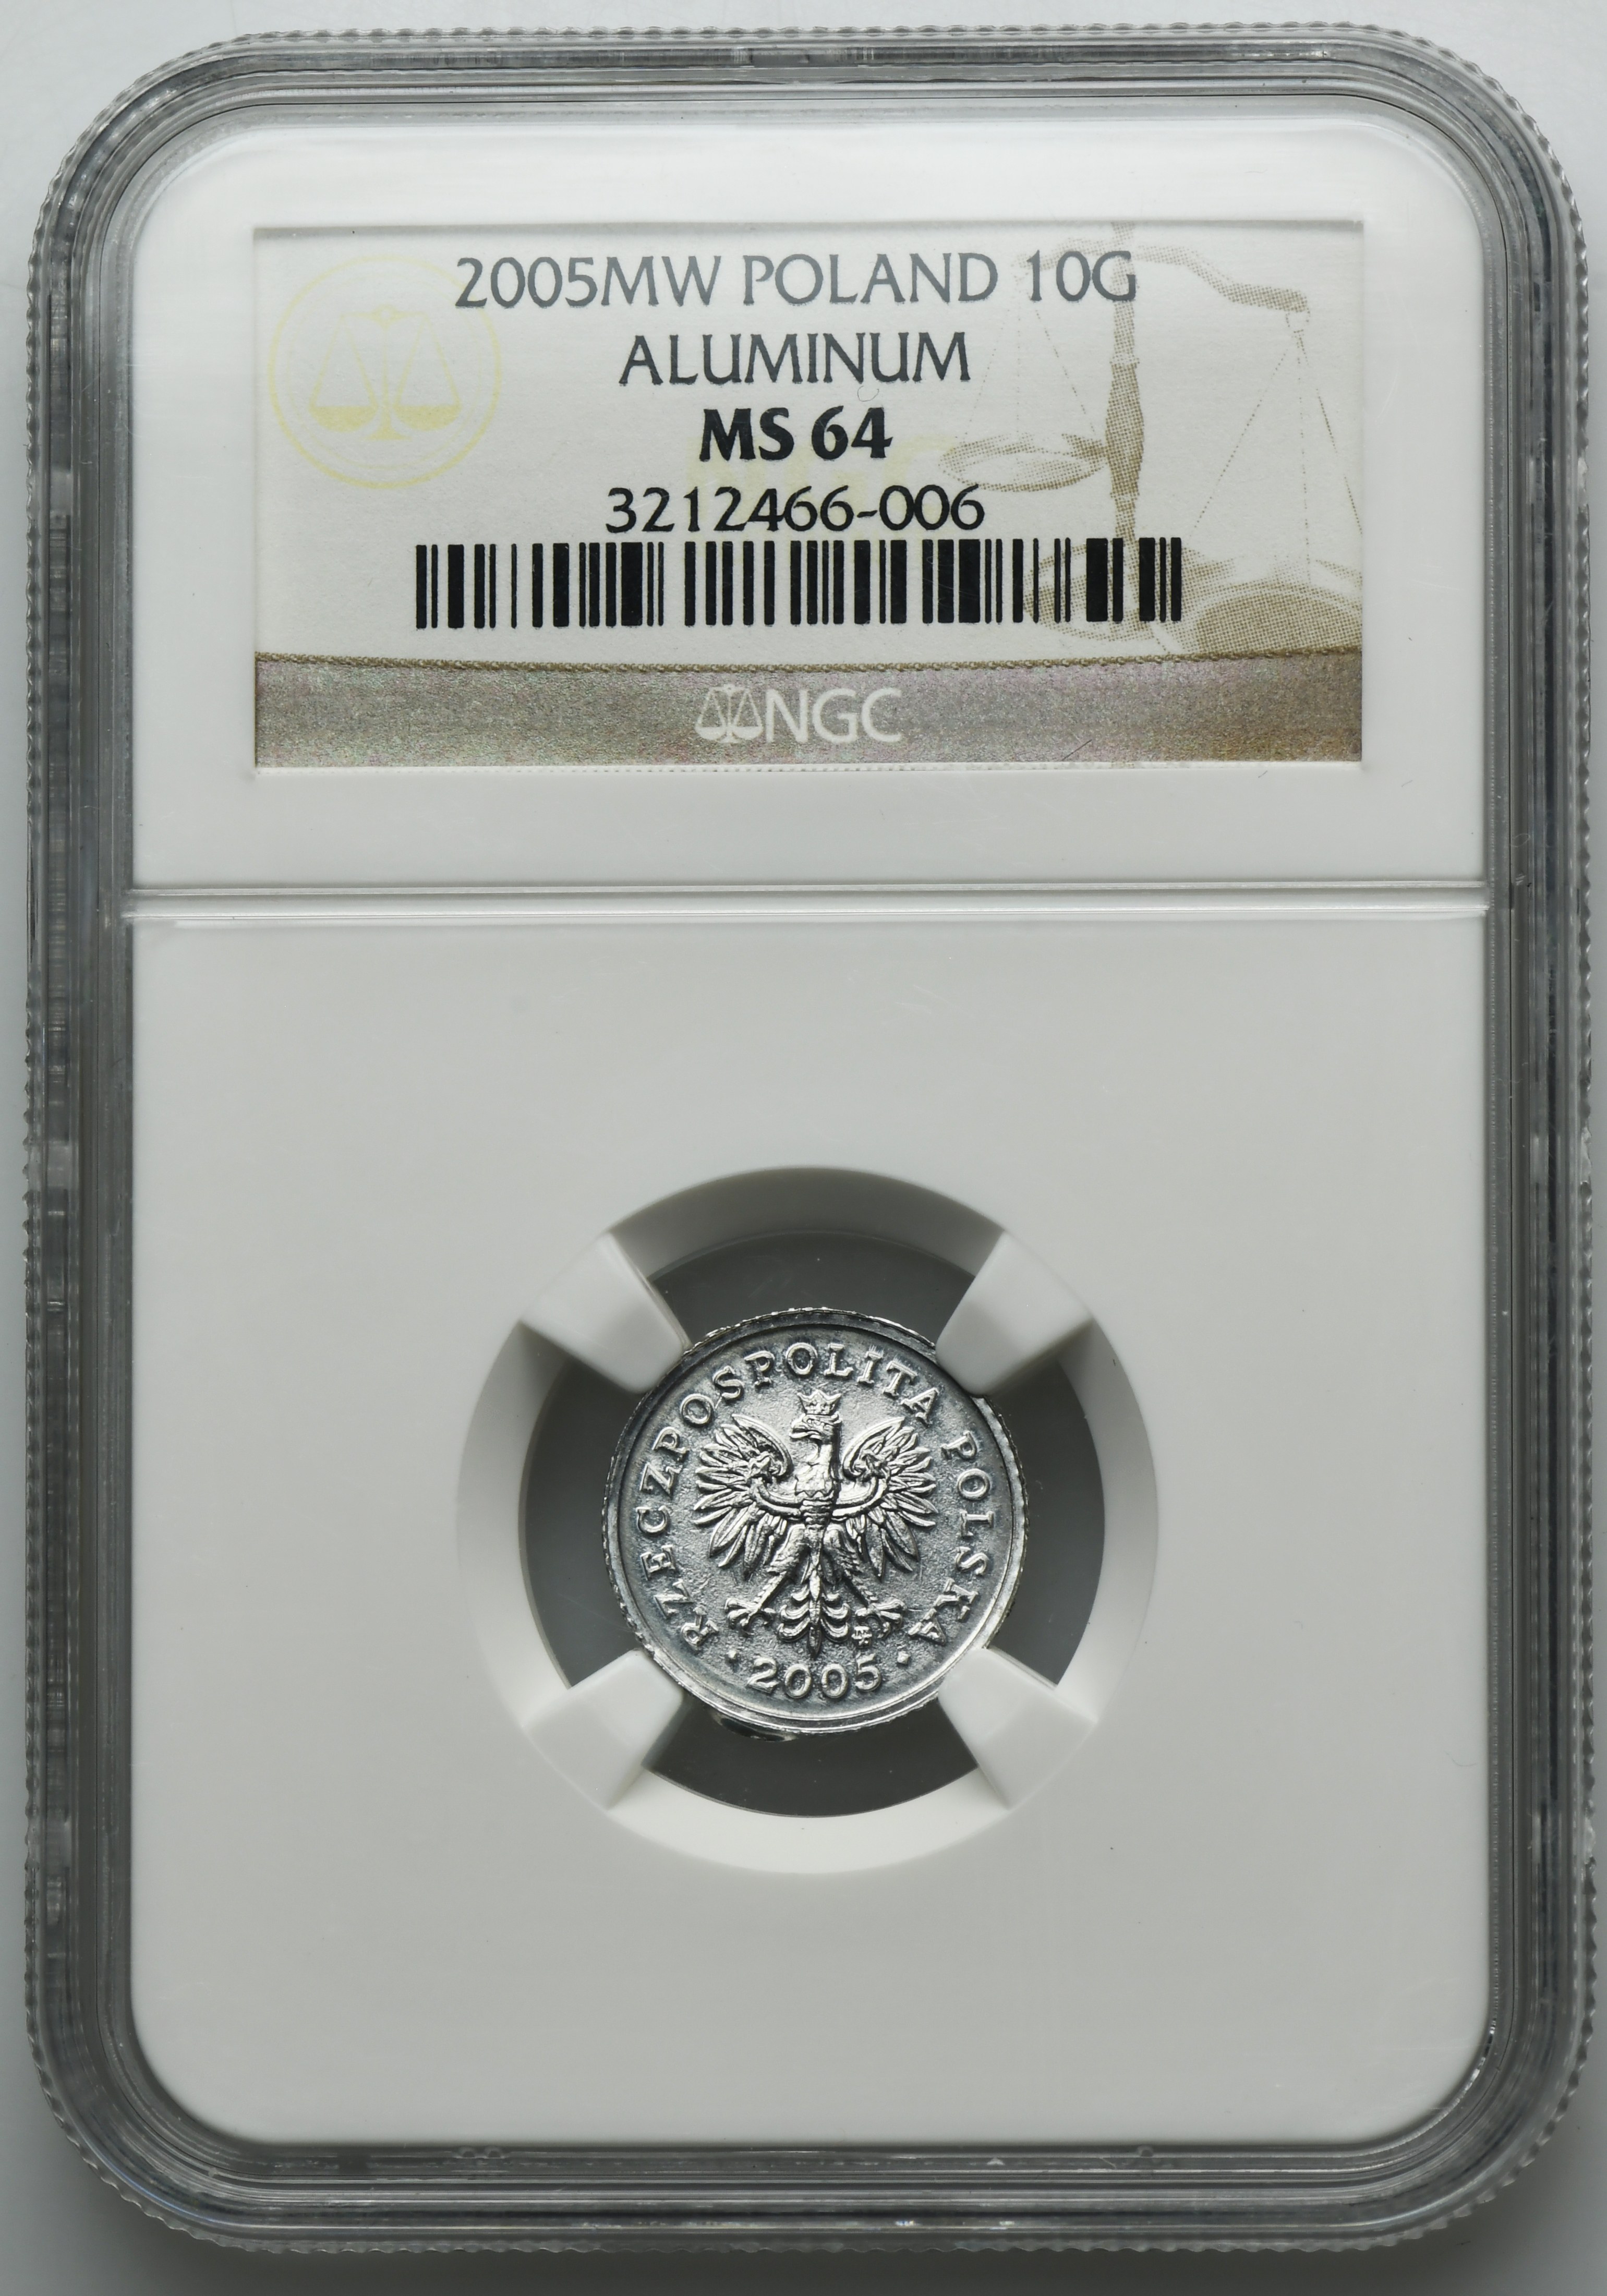 2005MW POLAND 10G
ALUMINUM
MS 64
3212466-006
NGC
RZECZPOSPOLITA POLSKA
· 2005 ·